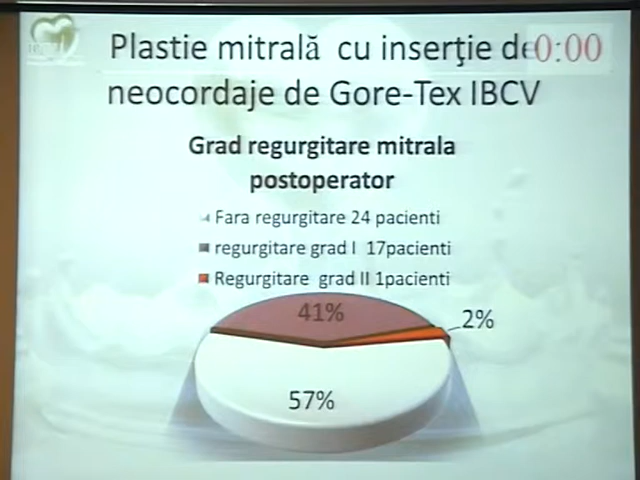 Plastie mitrală cu inserţie de
0:00
neocordaje de Gore-Tex IBCV
Grad regurgitare mitrala
postoperator
Fara regurgitare 24 pacienti
regurgitare grad I 17pacienti
Regurgitare grad II 1pacienti
41%
2%
57%